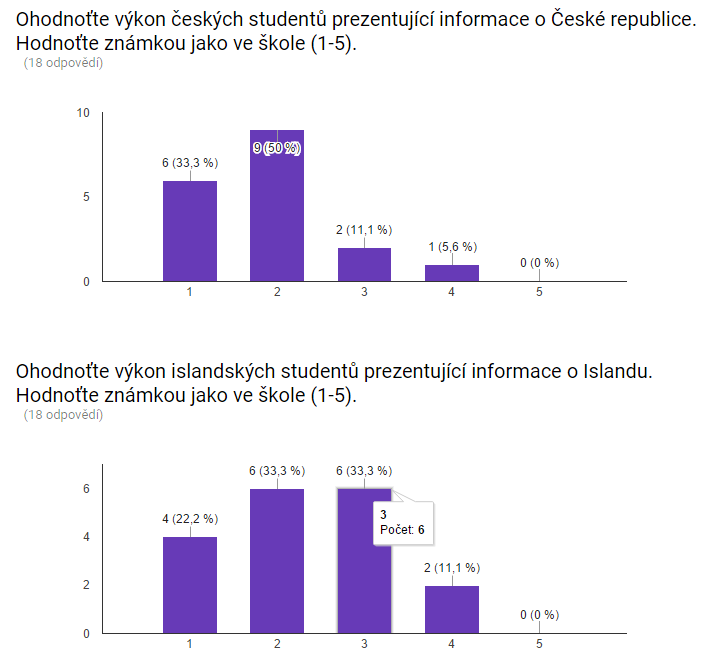 Ohodnoťte výkon českých studentů prezentující informace o České republice.
Hodnoťte známkou jako ve škole (1-5).
(18 odpovědí)
10
5
0
6 (33,3 %)
9 (50 %)
2 (11,1 %)
1 (5,6 %)
0 (0 %)
1 2 3 4 5
Ohodnoťte výkon islandských studentů prezentující informace o Islandu.
Hodnoťte známkou jako ve škole (1-5).
(18 odpovědí)
6
4
2
0
4 (22,2 %)
6 (33,3 %)
6 (33,3 %)
3
Počet: 6
2 (11,1 %)
0 (0 %)
1 2 3 4 5